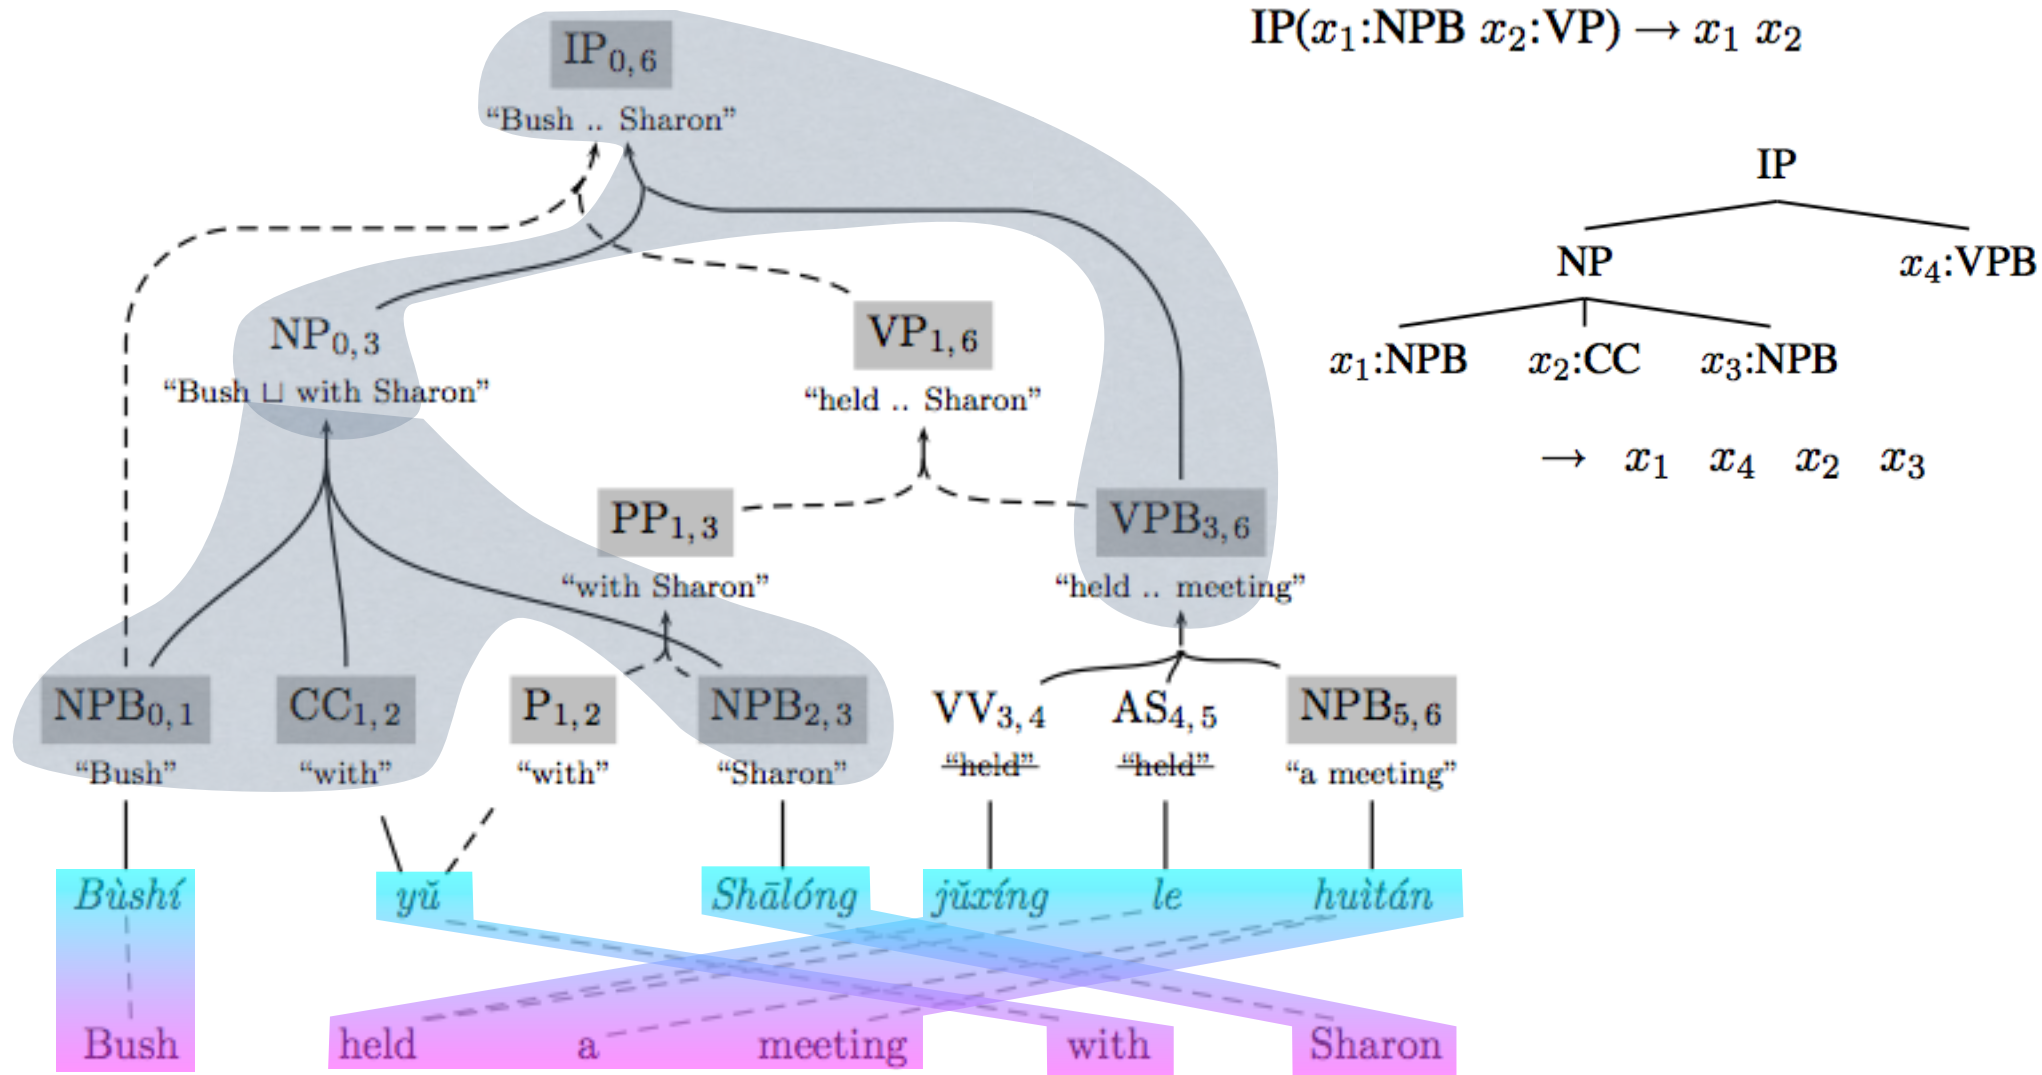 IP(x₁:NPB x₂:VP) → x₁ x₂
IP₀,₆
“Bush .. Sharon”
IP
NP x₄:VPB
x₁:NPB x₂:CC x₃:NPB
→ x₁ x₄ x₂ x₃
NP₀,₃ VP₁,₆
“Bush ⊔ with Sharon” “held .. Sharon”
PP₁,₃ VPB₃,₆
“with Sharon” “held .. meeting”
NPB₀,₁ CC₁,₂ P₁,₂ NPB₂,₃ VV₃,₄ AS₄,₅ NPB₅,₆
“Bush” “with” “with” “Sharon” “held” “held” “a meeting”
Bùshí yǔ Shālóng jǔxíng le huìtán
Bush held a meeting with Sharon